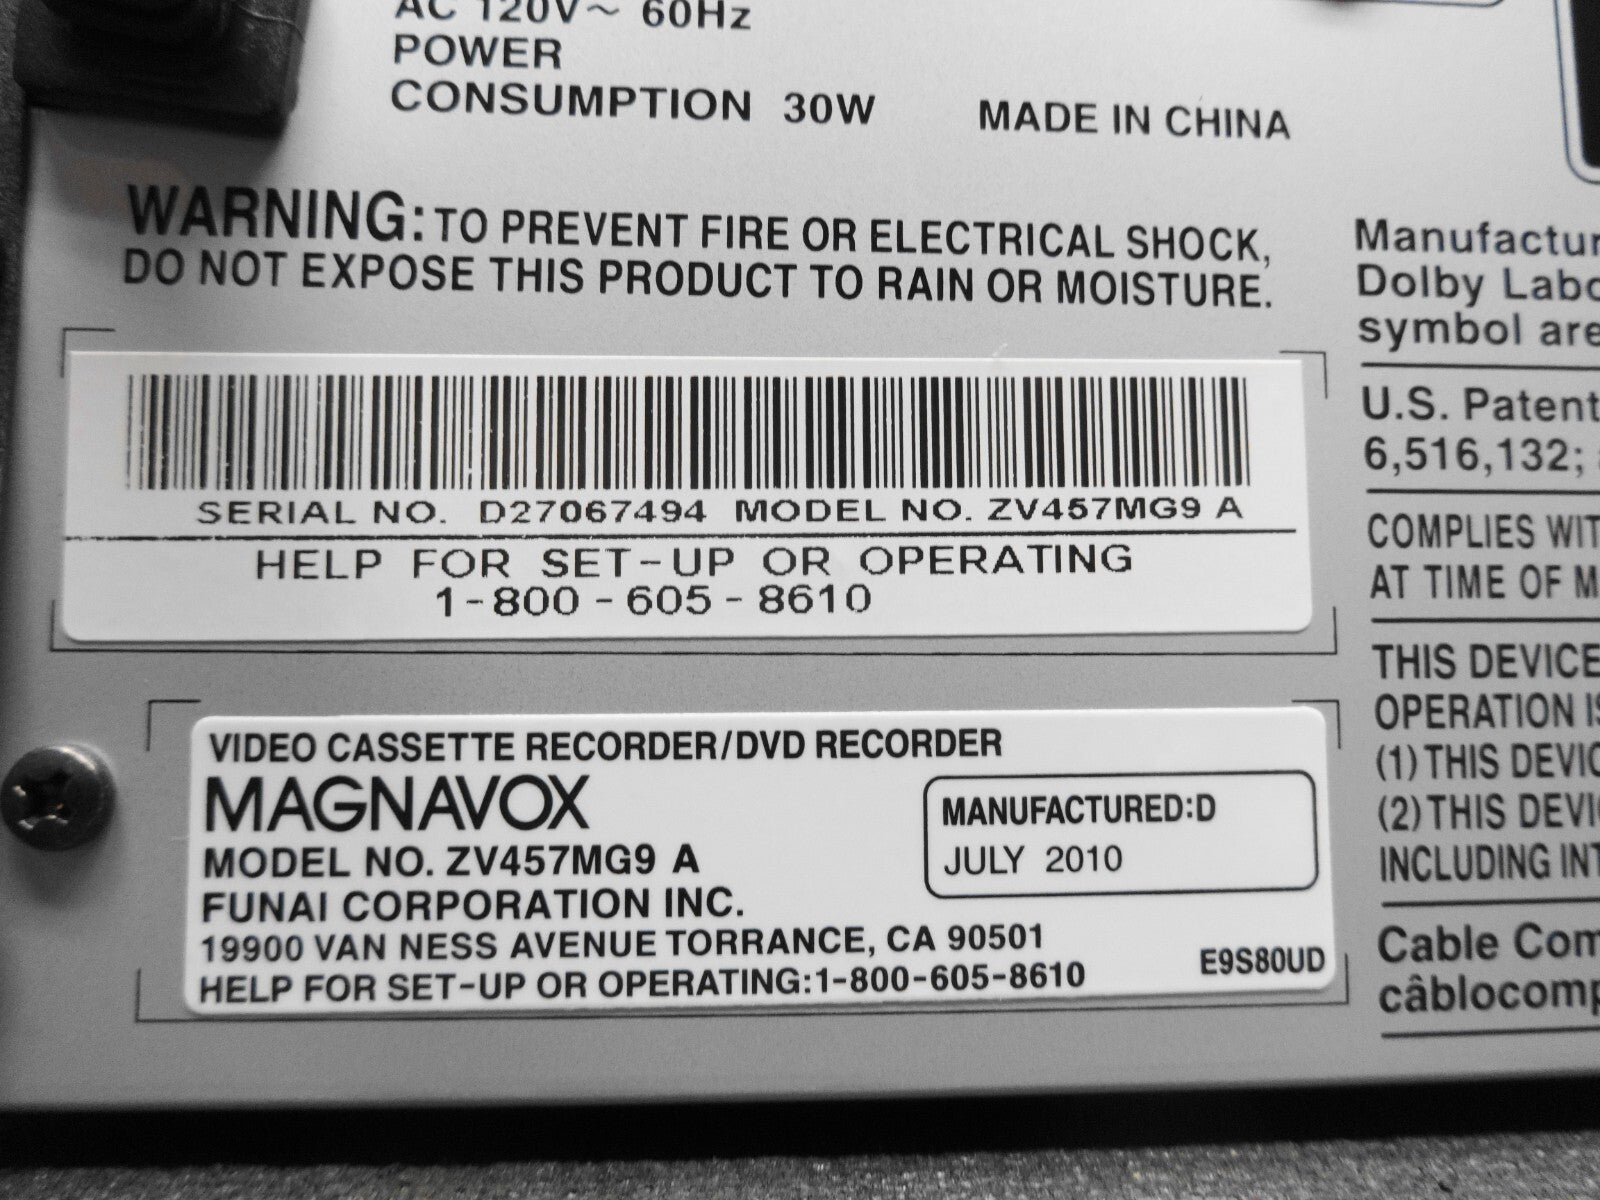 AC 120V~ 60Hz
POWER
CONSUMPTION 30W
MADE IN CHINA
WARNING: TO PREVENT FIRE OR ELECTRICAL SHOCK,
DO NOT EXPOSE THIS PRODUCT TO RAIN OR MOISTURE.
SERIAL NO. D27067494 MODEL NO. ZV457MG9 A
HELP FOR SET-UP OR OPERATING
1-800-605-8610
VIDEO CASSETTE RECORDER/DVD RECORDER
MAGNAVOX
MODEL NO. ZV457MG9 A
FUNAI CORPORATION INC.
19900 VAN NESS AVENUE TORRANCE, CA 90501
HELP FOR SET-UP OR OPERATING:1-800-605-8610
MANUFACTURED:D
JULY 2010
E9S80UD
Dolby
symbol are
U.S. Patent
6,516,132;
COMPLIES
AT TIME OF
THIS DEVICE
OPERATION
(1) THIS
(2) THIS
INCLUDING
Cable